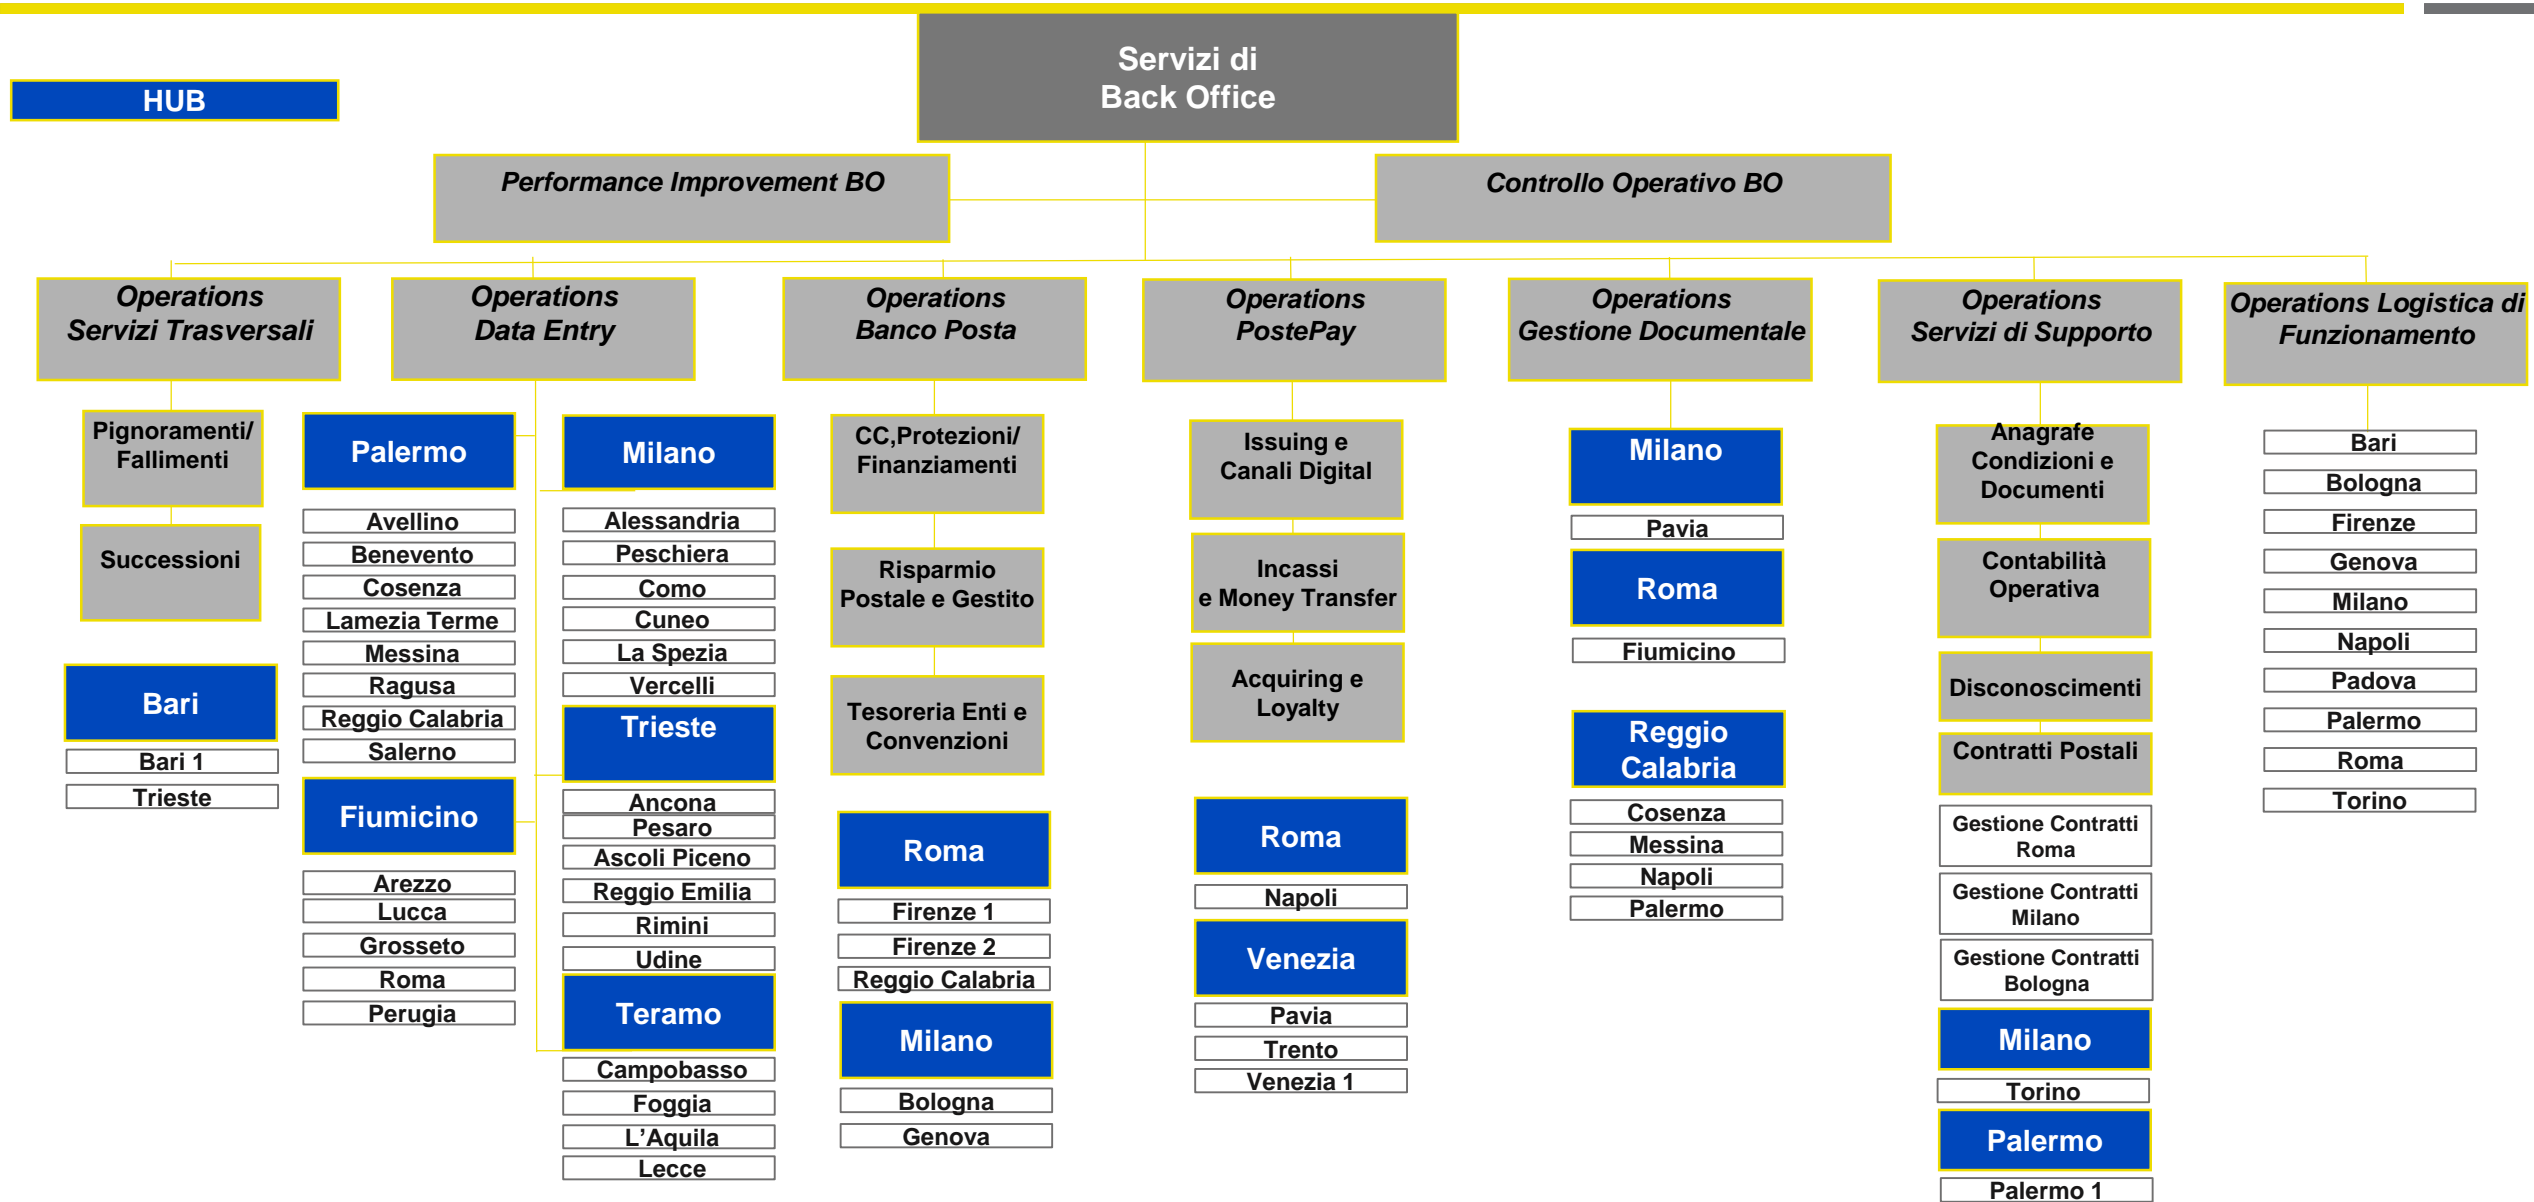 Servizi di
Back Office
HUB
Performance Improvement BO
Controllo Operativo BO
Operations
Servizi Trasversali
Pignoramenti/
Fallimenti
Successioni
Bari
Bari 1
Trieste
Operations
Data Entry
Palermo
Avellino
Benevento
Cosenza
Lamezia Terme
Messina
Ragusa
Reggio Calabria
Salerno
Fiumicino
Arezzo
Lucca
Grosseto
Roma
Perugia
Milano
Alessandria
Peschiera
Como
Cuneo
La Spezia
Vercelli
Trieste
Ancona
Pesaro
Ascoli Piceno
Reggio Emilia
Rimini
Udine
Teramo
Campobasso
Foggia
L’Aquila
Lecce
Operations
Banco Posta
CC,Protezioni/
Finanziamenti
Risparmio
Postale e Gestito
Tesoreria Enti e
Convenzioni
Roma
Firenze 1
Firenze 2
Reggio Calabria
Milano
Bologna
Genova
Operations
PostePay
Issuing e
Canali Digital
Incassi
e Money Transfer
Acquiring e
Loyalty
Roma
Napoli
Venezia
Pavia
Trento
Venezia 1
Operations
Gestione Documentale
Milano
Pavia
Roma
Fiumicino
Reggio
Calabria
Cosenza
Messina
Napoli
Palermo
Operations
Servizi di Supporto
Anagrafe
Condizioni e
Documenti
Contabilità
Operativa
Disconoscimenti
Contratti Postali
Gestione Contratti
Roma
Gestione Contratti
Milano
Gestione Contratti
Bologna
Milano
Torino
Palermo
Palermo 1
Operations Logistica di
Funzionamento
Bari
Bologna
Firenze
Genova
Milano
Napoli
Padova
Palermo
Roma
Torino